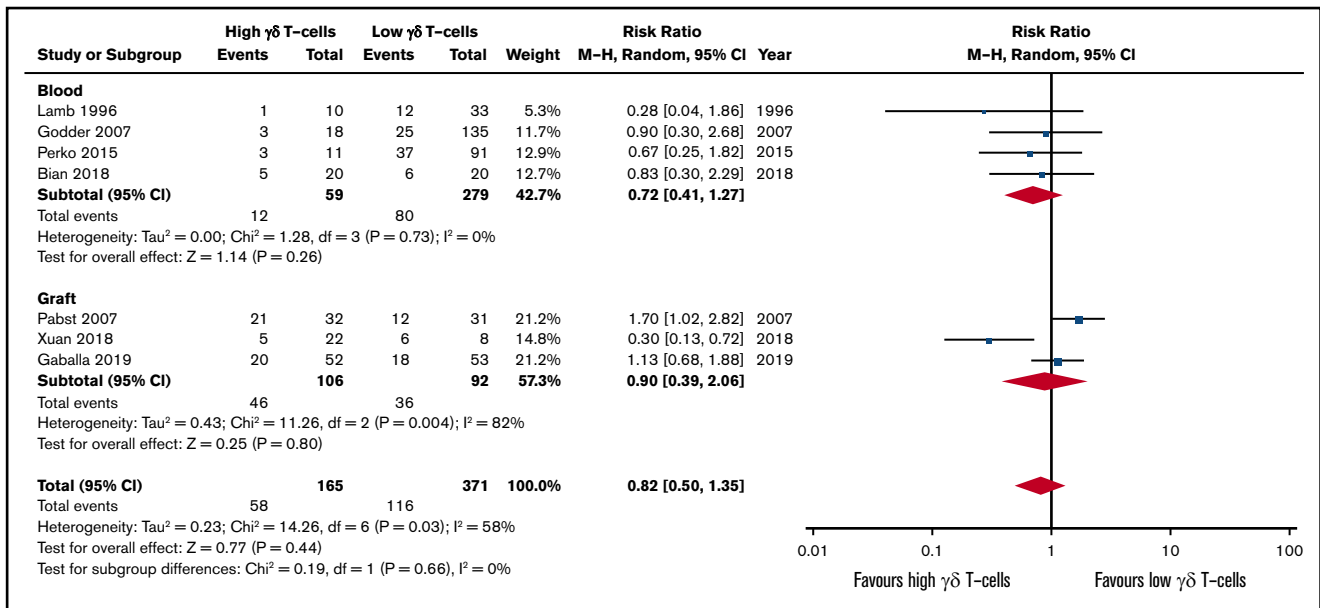 High γδ T-cells Low γδ T-cells Risk Ratio Risk Ratio
Study or Subgroup Events Total Events Total Weight M-H, Random, 95% CI Year M-H, Random, 95% CI
Blood
Lamb 1996 1 10 12 33 5.3% 0.28 [0.04, 1.86] 1996
Godder 2007 3 18 25 135 11.7% 0.90 [0.30, 2.68] 2007
Perko 2015 3 11 37 91 12.9% 0.67 [0.25, 1.82] 2015
Bian 2018 5 20 6 20 12.7% 0.83 [0.30, 2.29] 2018
Subtotal (95% CI) 59 279 42.7% 0.72 [0.41, 1.27]
Total events 12 80
Heterogeneity: Tau² = 0.00; Chi² = 1.28, df = 3 (P = 0.73); I² = 0%
Test for overall effect: Z = 1.14 (P = 0.26)
Graft
Pabst 2007 21 32 12 31 21.2% 1.70 [1.02, 2.82] 2007
Xuan 2018 5 22 6 8 14.8% 0.30 [0.13, 0.72] 2018
Gaballa 2019 20 52 18 53 21.2% 1.13 [0.68, 1.88] 2019
Subtotal (95% CI) 106 92 57.3% 0.90 [0.39, 2.06]
Total events 46 36
Heterogeneity: Tau² = 0.43; Chi² = 11.26, df = 2 (P = 0.004); I² = 82%
Test for overall effect: Z = 0.25 (P = 0.80)
Total (95% CI) 165 371 100.0% 0.82 [0.50, 1.35]
Total events 58 116
Heterogeneity: Tau² = 0.23; Chi² = 14.26, df = 6 (P = 0.03); I² = 58%
Test for overall effect: Z = 0.77 (P = 0.44)
Test for subgroup differences: Chi² = 0.19, df = 1 (P = 0.66), I² = 0%
0.01 0.1 1 10 100
Favours high γδ T-cells Favours low γδ T-cells